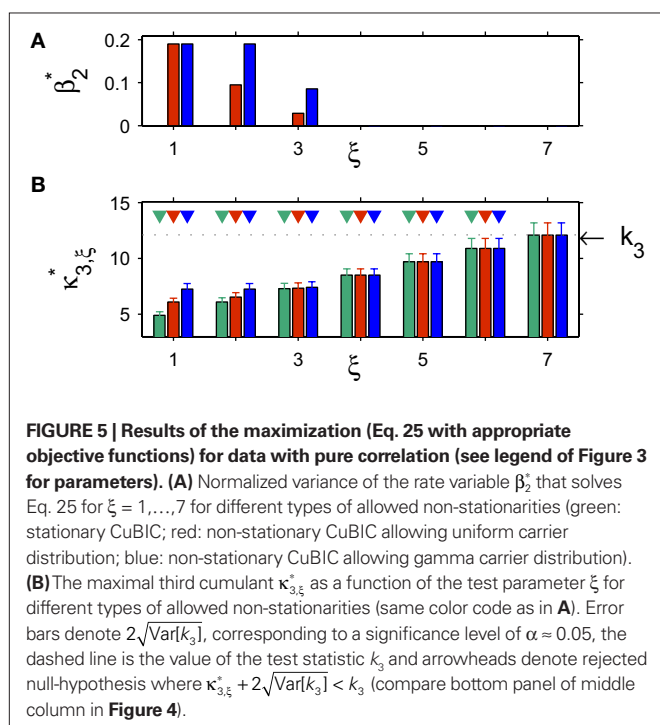 A
0.2
0.1
0
β₂*
1
3
ξ
5
7
B
15
10
5
κ*₃,ξ
k₃
1
3
ξ
5
7
FIGURE 5 | Results of the maximization (Eq. 25 with appropriate
objective functions) for data with pure correlation (see legend of Figure 3
for parameters). (A) Normalized variance of the rate variable β₂* that solves
Eq. 25 for ξ = 1,…,7 for different types of allowed non-stationarities (green:
stationary CuBIC; red: non-stationary CuBIC allowing uniform carrier
distribution; blue: non-stationary CuBIC allowing gamma carrier distribution).
(B) The maximal third cumulant κ*₃,ξ as a function of the test parameter ξ for
different types of allowed non-stationarities (same color code as in A). Error
bars denote 2√Var[k₃], corresponding to a significance level of α ≈ 0.05, the
dashed line is the value of the test statistic k₃ and arrowheads denote rejected
null-hypothesis where κ*₃,ξ + 2√Var[k₃] < k₃ (compare bottom panel of middle
column in Figure 4).